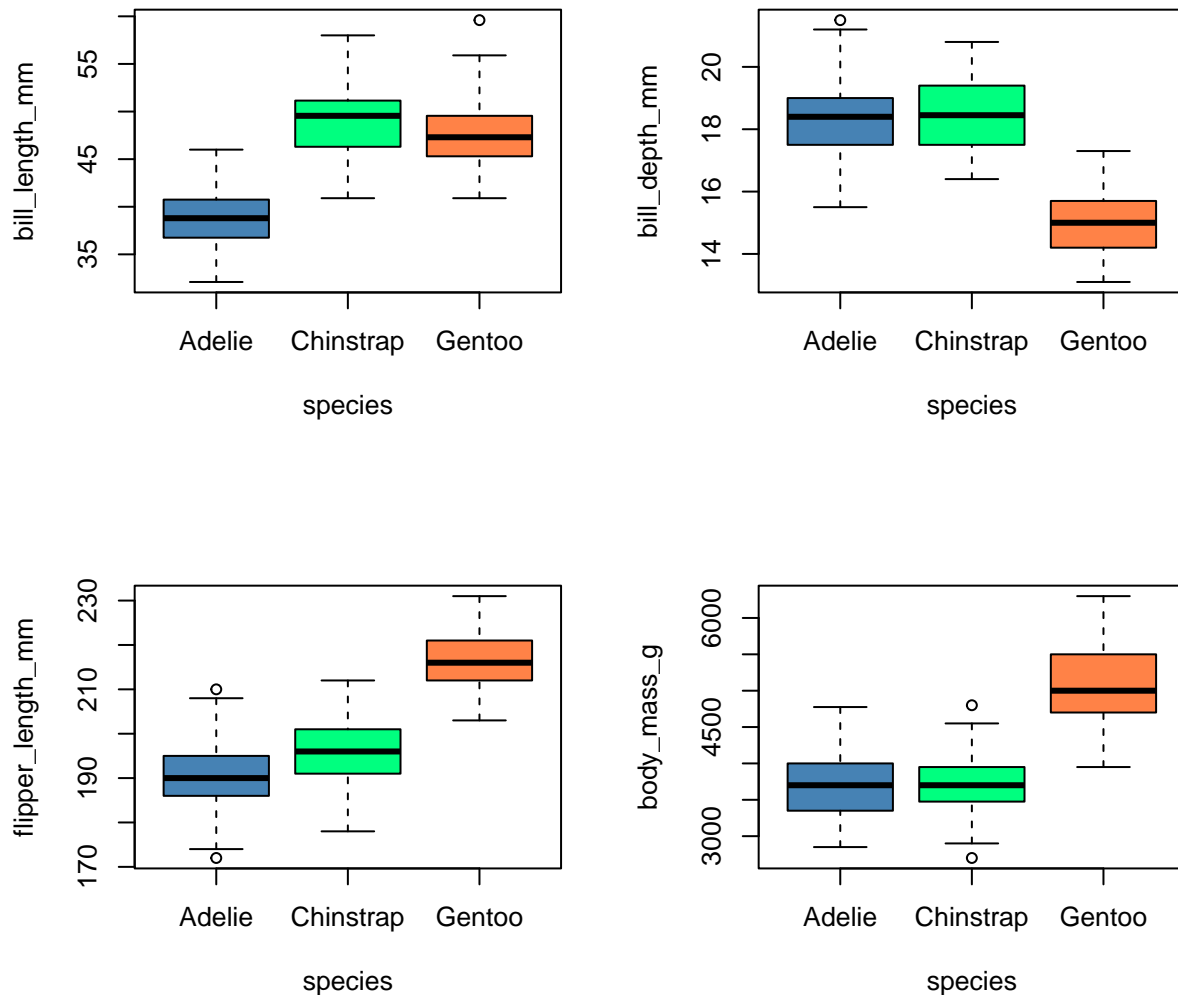 bill_length_mm
55
45
35
Adelie Chinstrap Gentoo
species
bill_depth_mm
20
18
16
14
Adelie Chinstrap Gentoo
species
flipper_length_mm
230
210
190
170
Adelie Chinstrap Gentoo
species
body_mass_g
6000
4500
3000
Adelie Chinstrap Gentoo
species